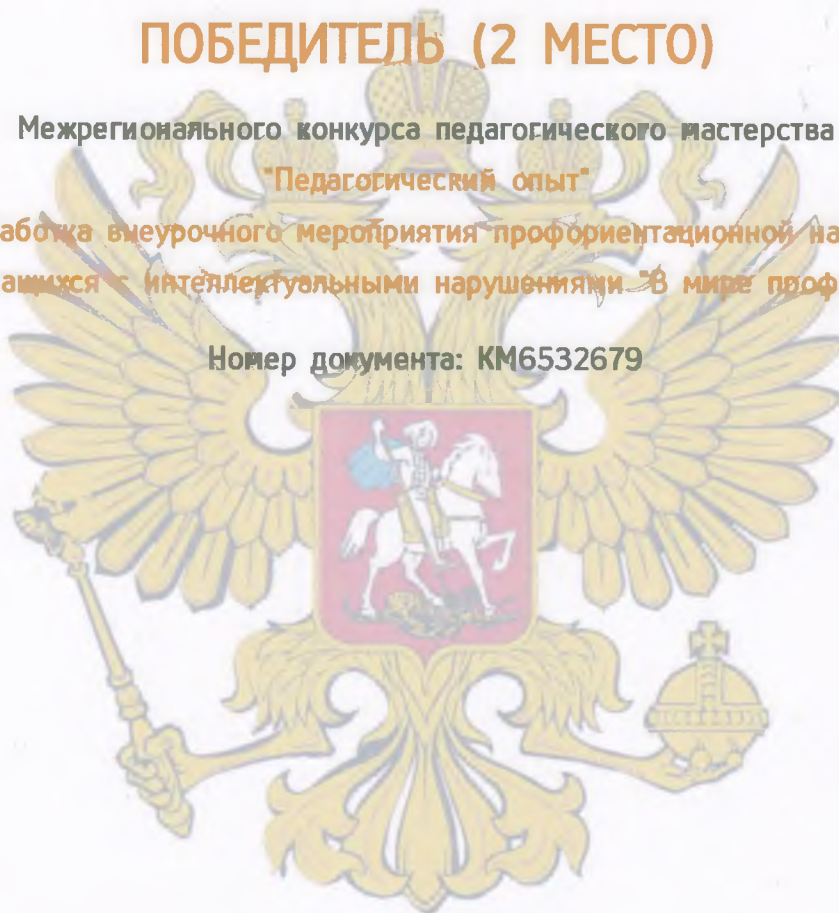 ПОБЕДИТЕЛЬ (2 МЕСТО)
Межрегионального конкурса педагогического мастерства
"Педагогический опыт"
аботка внеурочного мероприятия профориентационной на
ащихся с интеллектуальными нарушениями "В мире проф
Номер документа: КМ6532679